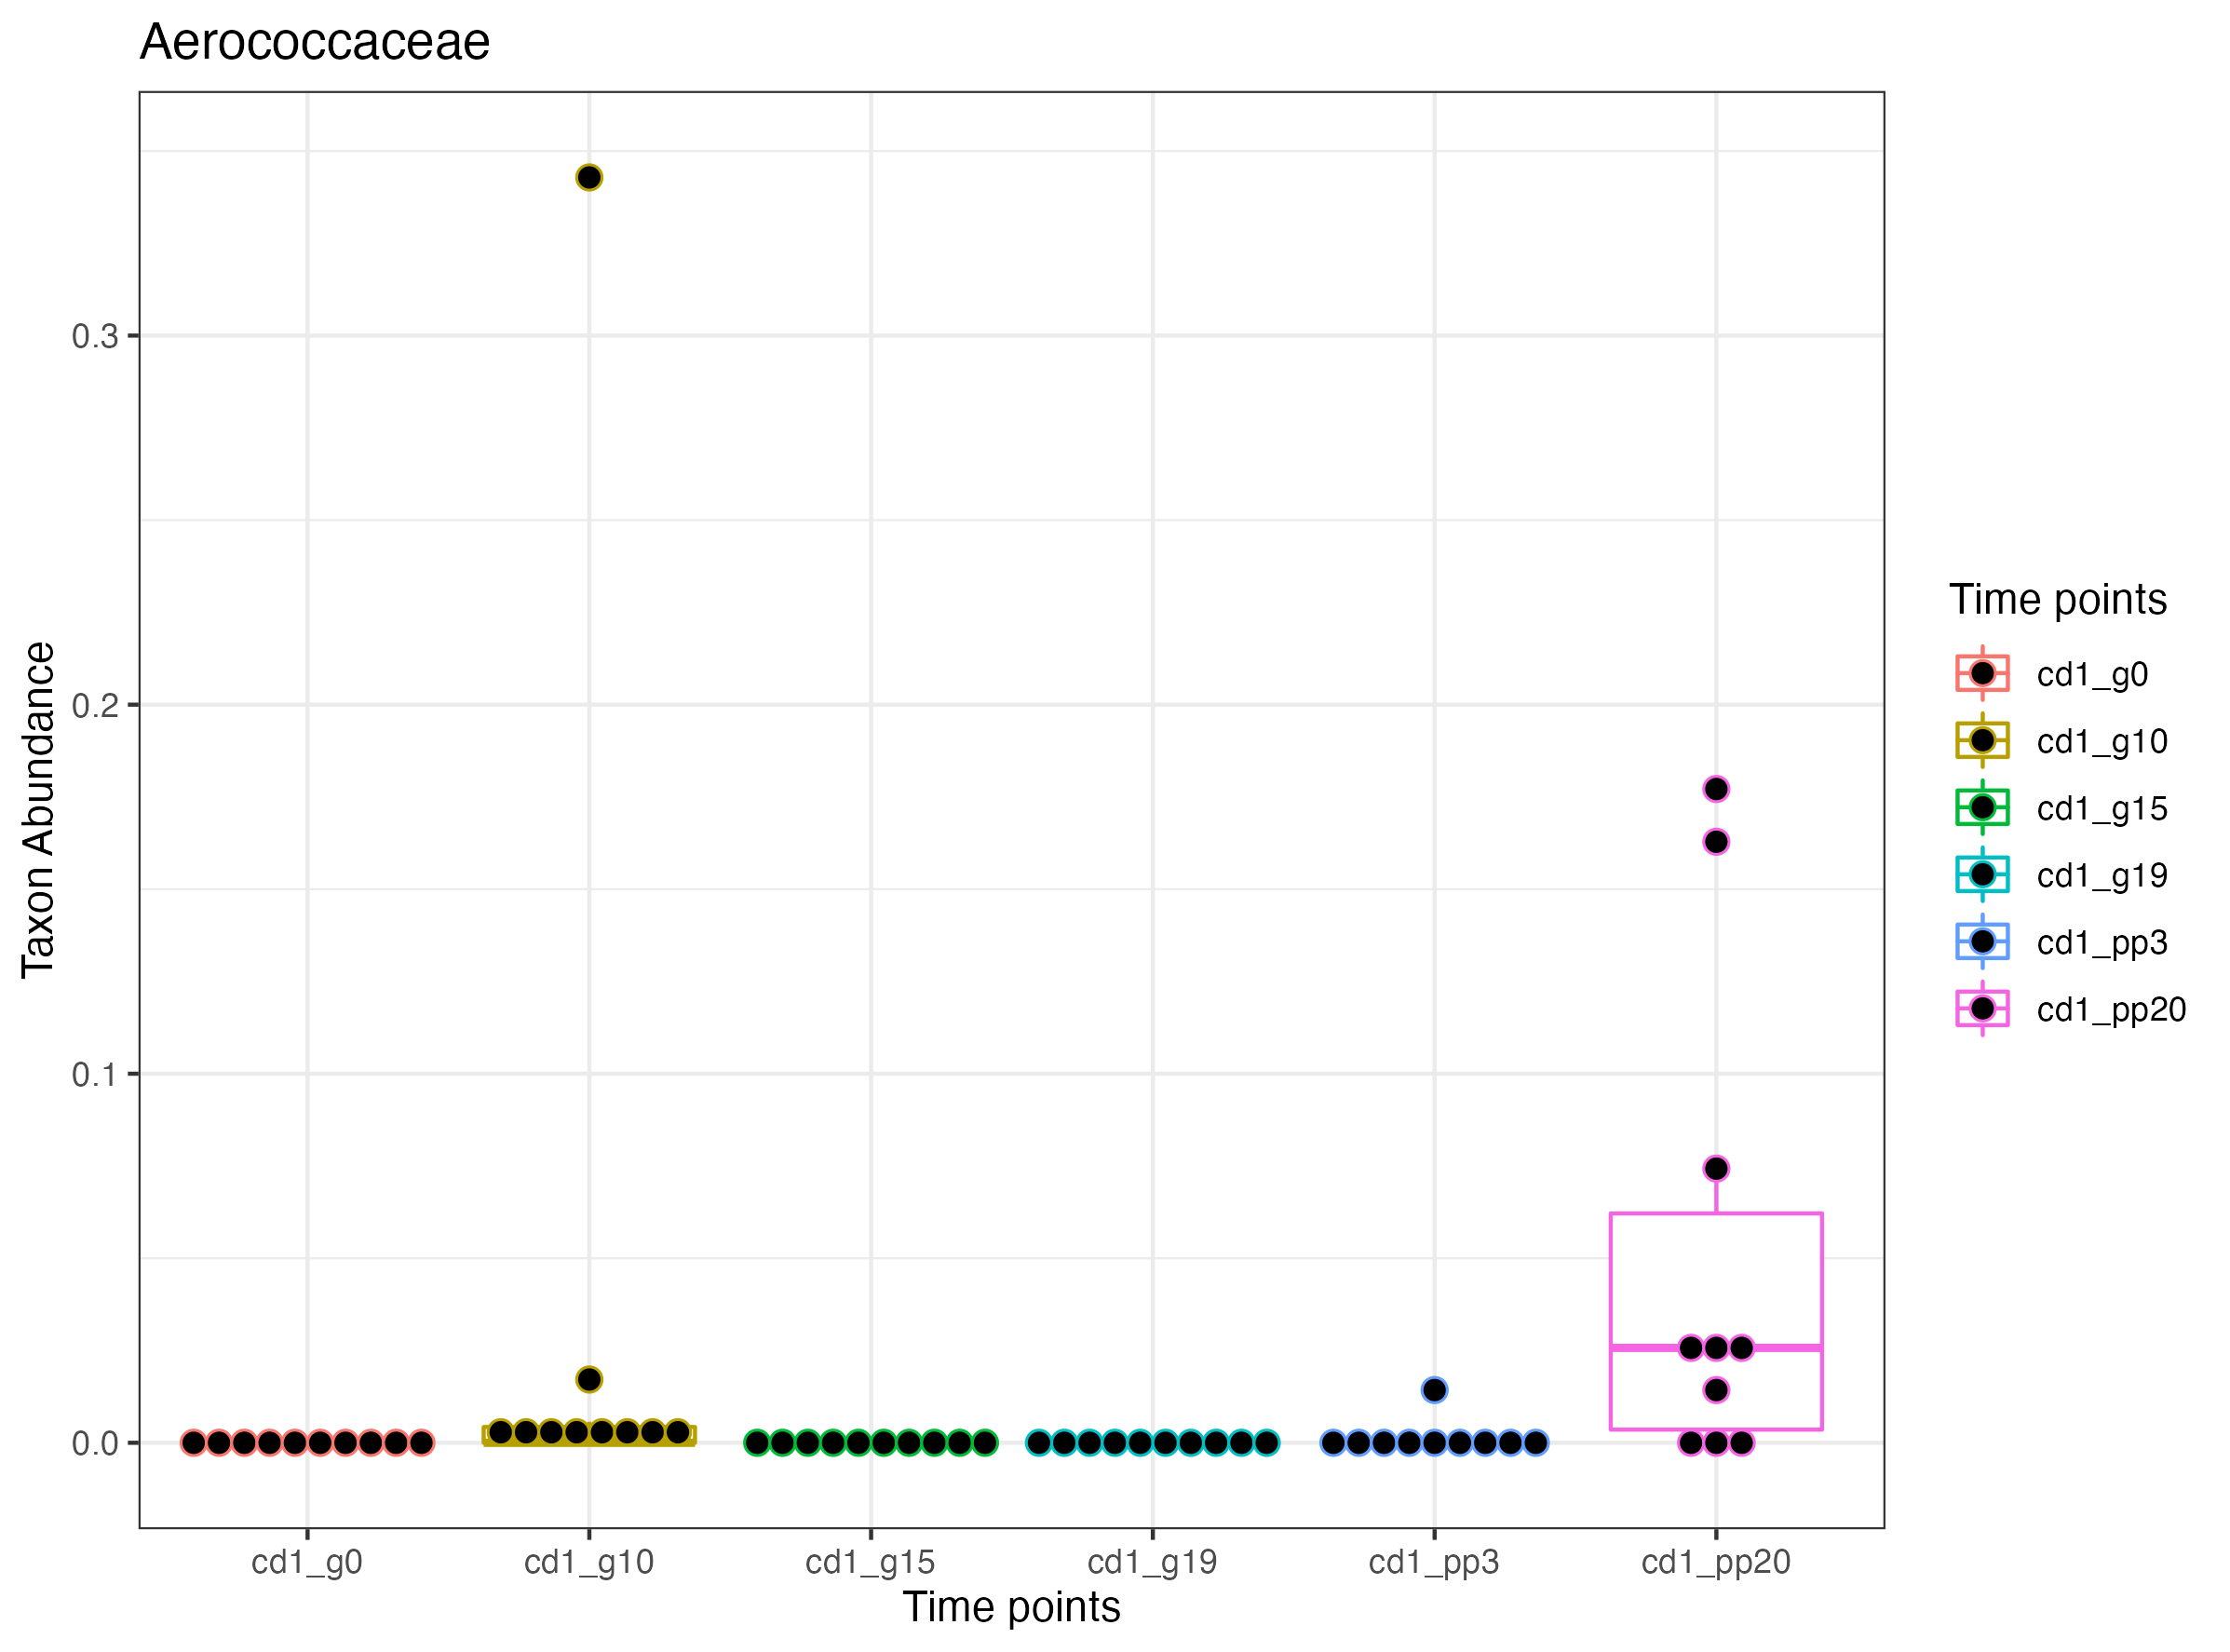 Aerococcaceae
Taxon Abundance
0.3
0.2
0.1
0.0
cd1_g0 cd1_g10 cd1_g15 cd1_g19 cd1_pp3 cd1_pp20
Time points
Time points
cd1_g0
cd1_g10
cd1_g15
cd1_g19
cd1_pp3
cd1_pp20